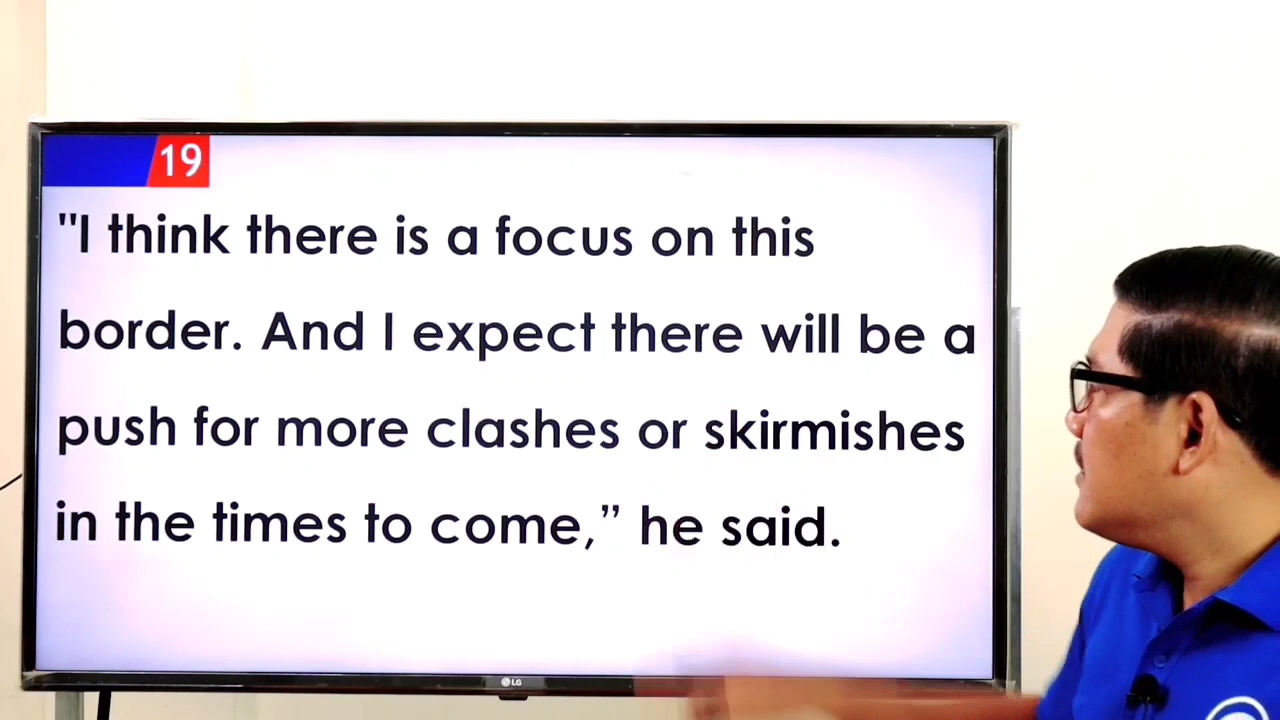 19
"I think there is a focus on this
border. And I expect there will be a
push for more clashes or skirmishes
in the times to come,” he said.
LG